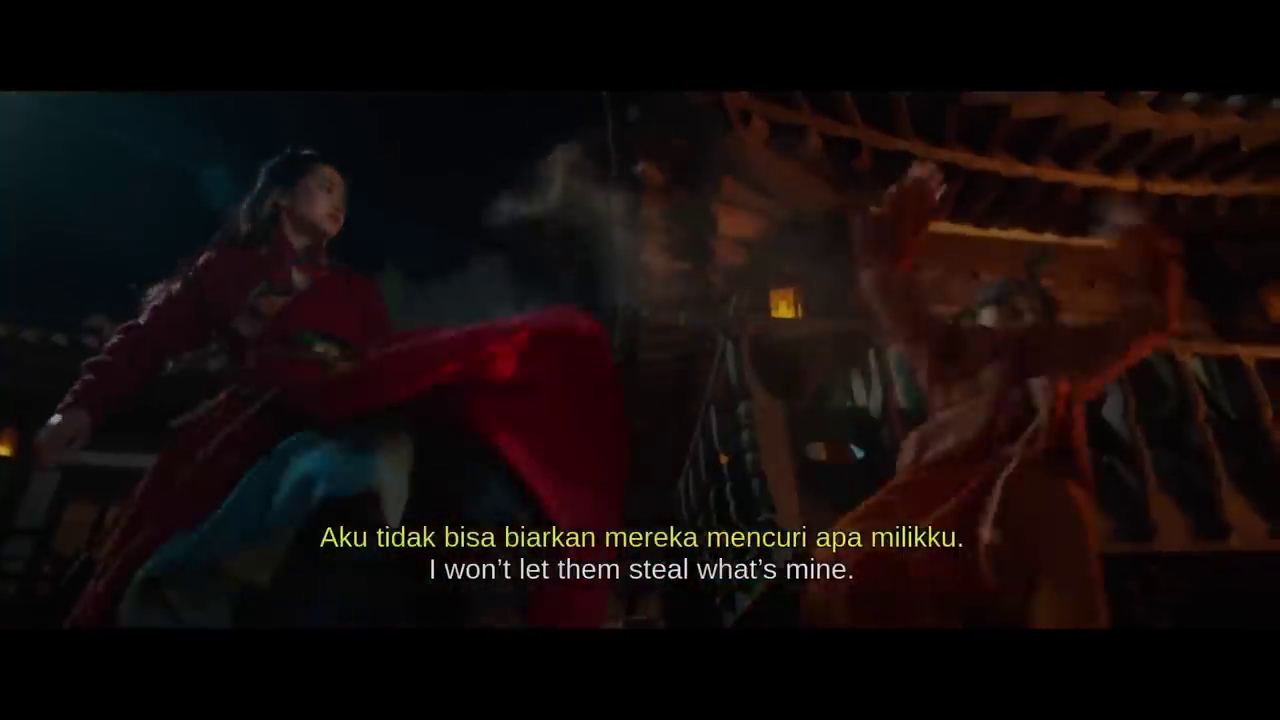 Aku tidak bisa biarkan mereka mencuri apa milikku.
I won’t let them steal what’s mine.